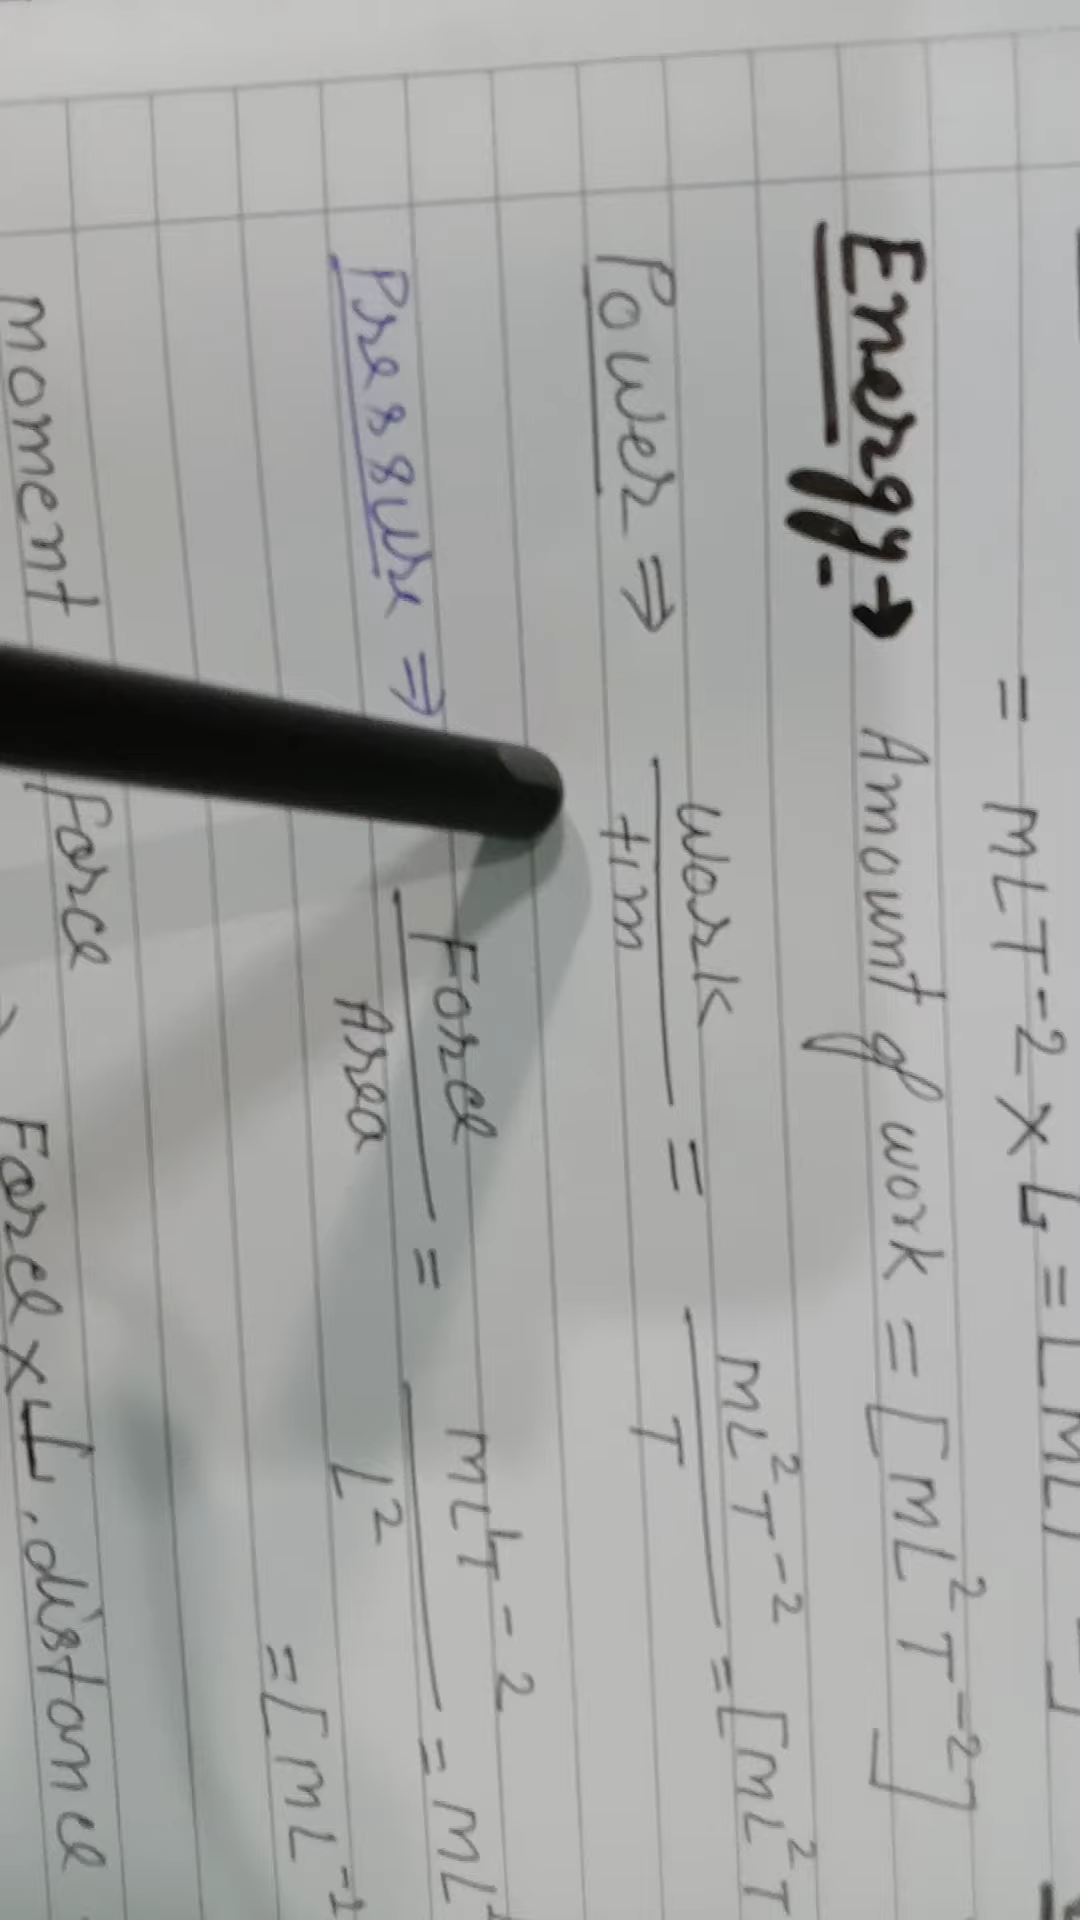 = MLT⁻² × L = [ML
Energy → Amount of work = [ML²T⁻²]
Power ⇒ work/tim = ML²T⁻²/T = [ML²T
Pressure ⇒ Force/Area = ML¹T⁻²/L² = ML
= [ML⁻¹
moment Force Force × ⊥. distance